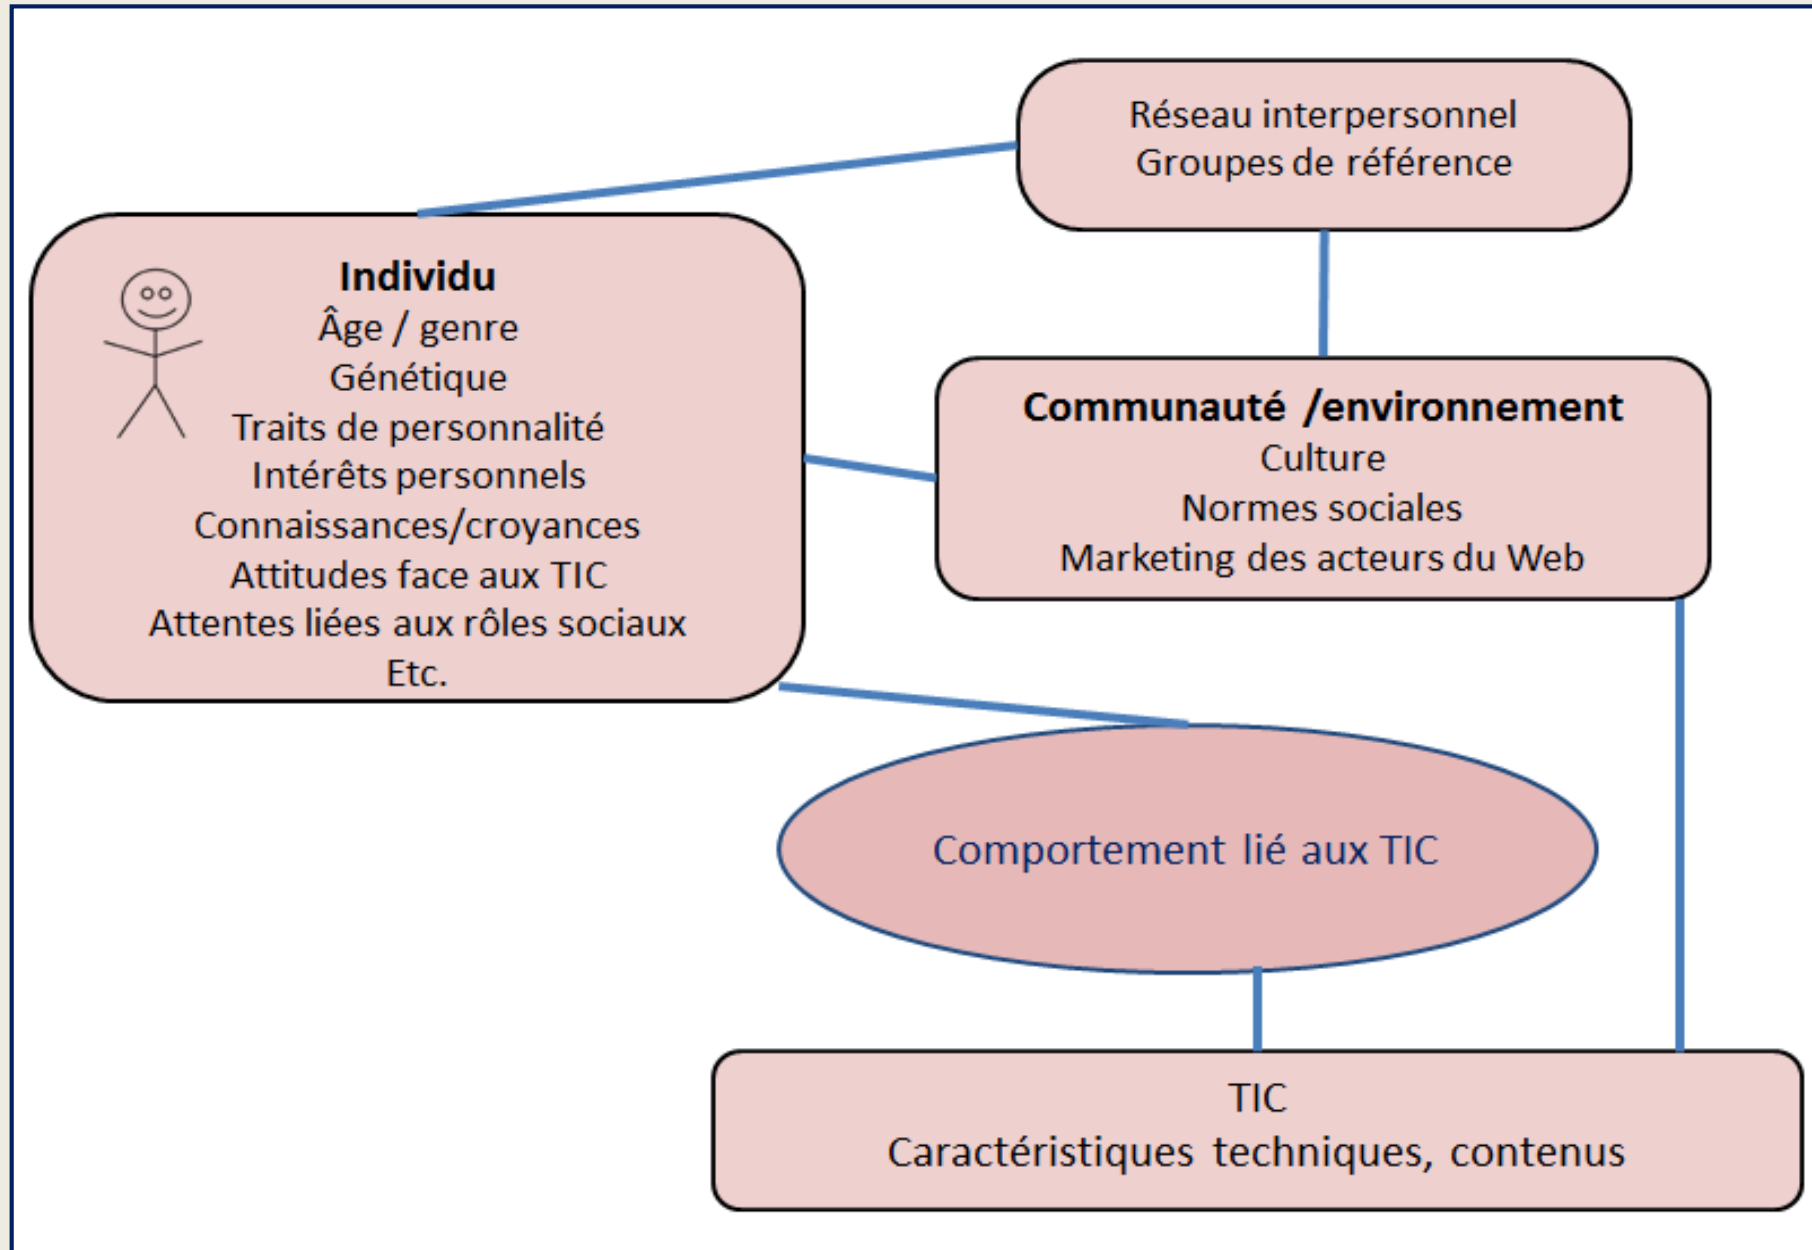 Réseau interpersonnel
Groupes de référence
Individu
Âge / genre
Génétique
Traits de personnalité
Intérêts personnels
Connaissances/croyances
Attitudes face aux TIC
Attentes liées aux rôles sociaux
Etc.
Communauté /environnement
Culture
Normes sociales
Marketing des acteurs du Web
Comportement lié aux TIC
TIC
Caractéristiques techniques, contenus